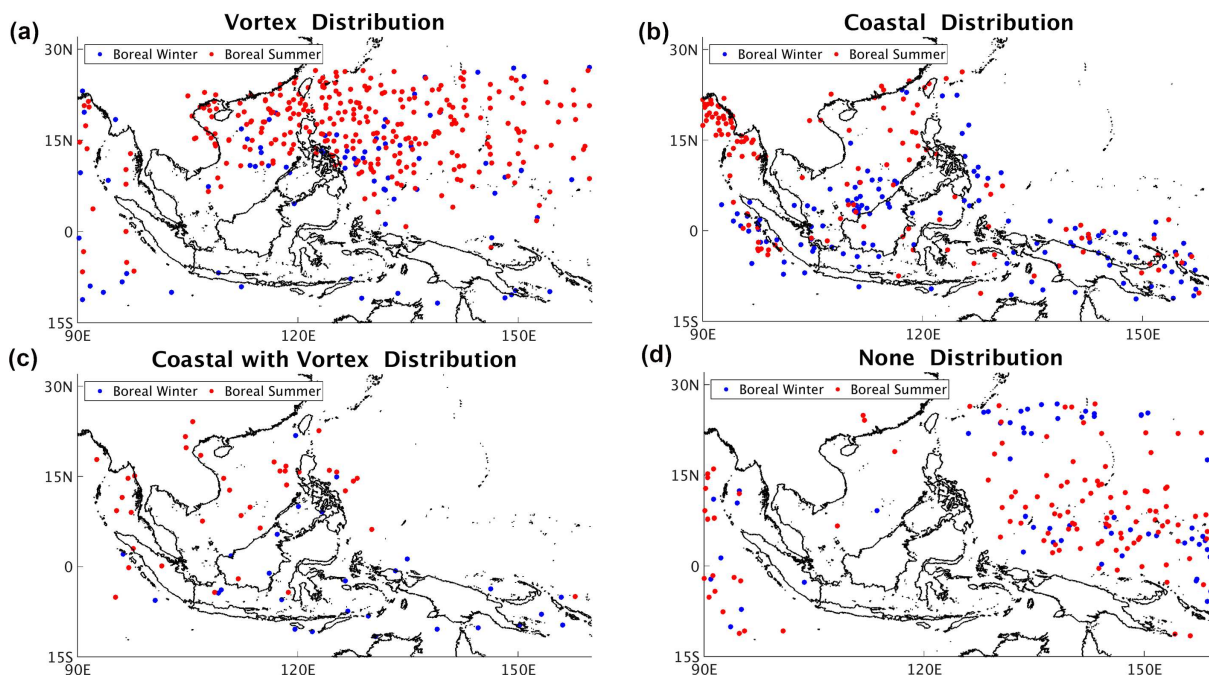 (a)
Vortex Distribution
30N
Boreal Winter Boreal Summer
15N
0
15S
90E 120E 150E
(b)
Coastal Distribution
30N
Boreal Winter Boreal Summer
15N
0
15S
90E 120E 150E
(c)
Coastal with Vortex Distribution
30N
Boreal Winter Boreal Summer
15N
0
15S
90E 120E 150E
(d)
None Distribution
30N
Boreal Winter Boreal Summer
15N
0
15S
90E 120E 150E